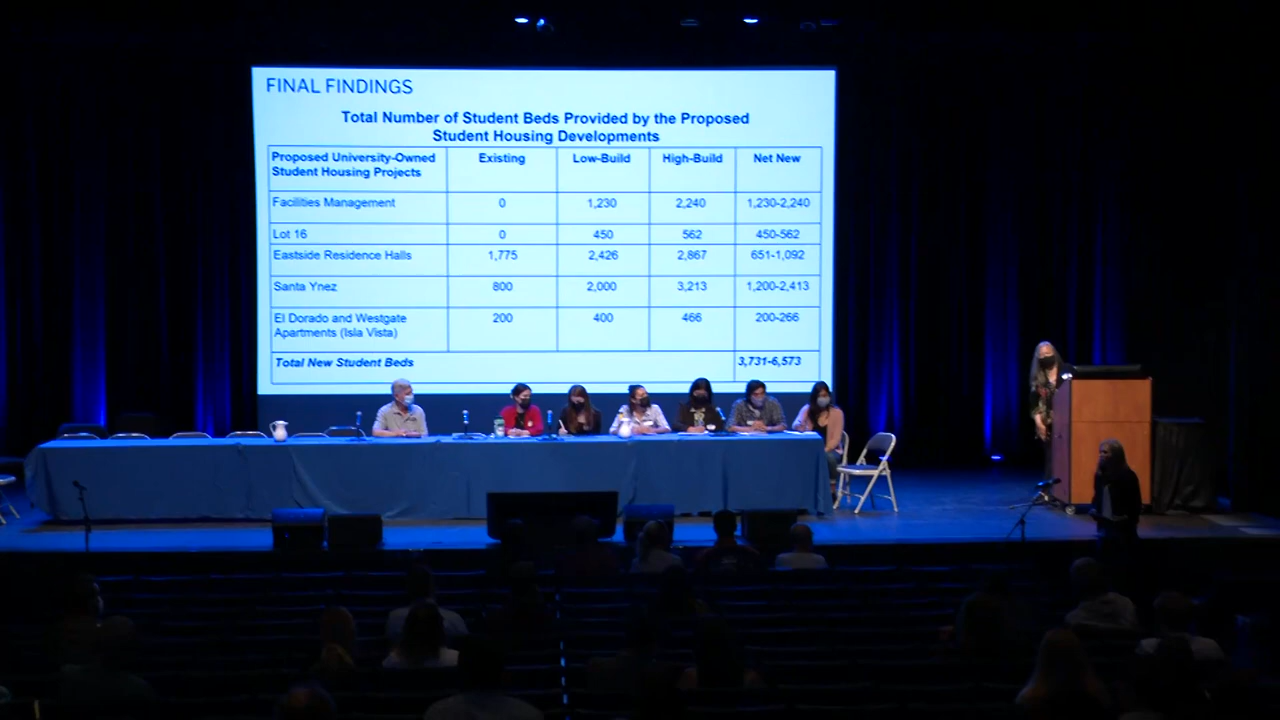 FINAL FINDINGS
Total Number of Student Beds Provided by the Proposed
Student Housing Developments
Proposed University-Owned Existing Low-Build High-Build Net New
Student Housing Projects
Facilities Management 0 1,230 2,240 1,230-2,240
Lot 16 0 450 562 450-562
Eastside Residence Halls 1,775 2,426 2,867 651-1,092
Santa Ynez 800 2,000 3,213 1,200-2,413
El Dorado and Westgate 200 400 466 200-266
Apartments (Isla Vista)
Total New Student Beds 3,731-6,573